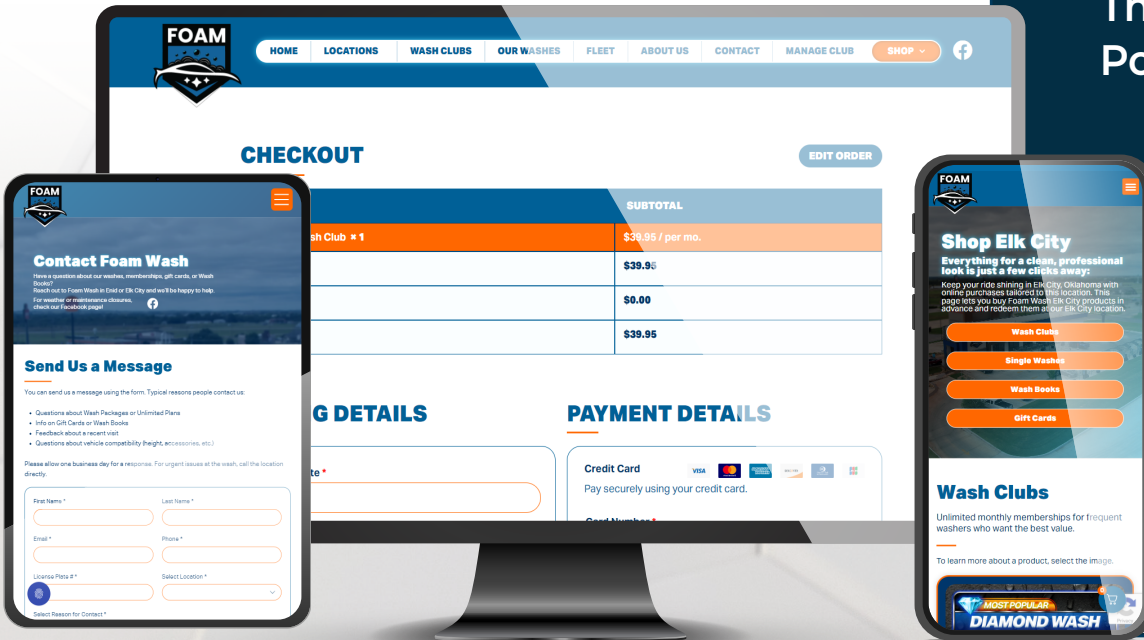 Th
Po
FOAM
HOME LOCATIONS WASH CLUBS OUR WASHES FLEET ABOUT US CONTACT MANAGE CLUB SHOP
CHECKOUT
EDIT ORDER
SUBTOTAL
sh Club × 1 $39.95 / per mo.
$39.95
$0.00
$39.95
G DETAILS
te *
PAYMENT DETAILS
Credit Card VISA
Pay securely using your credit card.
Card Number *
FOAM
Contact Foam Wash
Have a question about our washes, memberships, gift cards, or Wash
Books?
Reach out to Foam Wash in Enid or Elk City and we'll be happy to help.
For weather or maintenance closures,
check our Facebook page!
Send Us a Message
You can send us a message using the form. Typical reasons people contact us:
• Questions about Wash Packages or Unlimited Plans
• Info on Gift Cards or Wash Books
• Feedback about a recent visit
• Questions about vehicle compatibility (height, accessories, etc.)
Please allow one business day for a response. For urgent issues at the wash, call the location
directly.
First Name * Last Name *
Email * Phone *
License Plate # * Select Location *
Select Reason for Contact *
FOAM
Shop Elk City
Everything for a clean, professional
look is just a few clicks away:
Keep your ride shining in Elk City, Oklahoma with
online purchases tailored to this location. This
page lets you buy Foam Wash Elk City products in
advance and redeem them at our Elk City location.
Wash Clubs
Single Washes
Wash Books
Gift Cards
Wash Clubs
Unlimited monthly memberships for frequent
washers who want the best value.
To learn more about a product, select the image.
MOST POPULAR
DIAMOND WASH
0